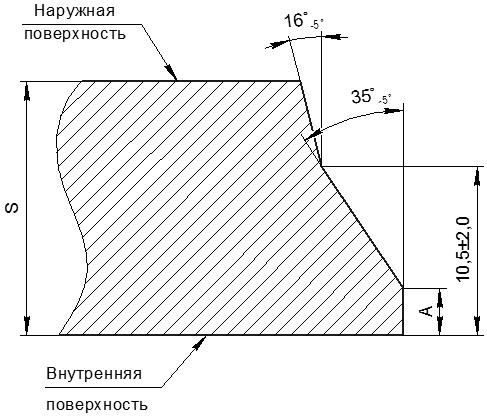 Наружная
поверхность
16°-5°
35°-5°
S
10,5±2,0
A
Внутренняя
поверхность